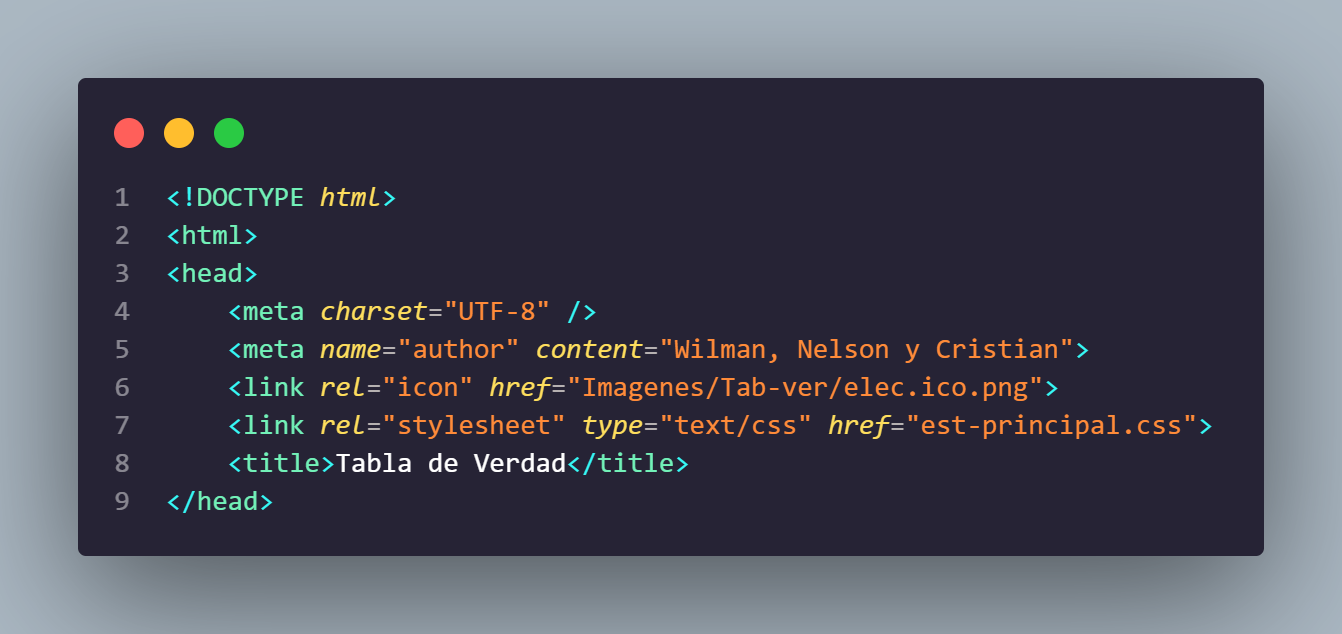 1 <!DOCTYPE html>
2 <html>
3 <head>
4     <meta charset="UTF-8" />
5     <meta name="author" content="Wilman, Nelson y Cristian">
6     <link rel="icon" href="Imagenes/Tab-ver/elec.ico.png">
7     <link rel="stylesheet" type="text/css" href="est-principal.css">
8     <title>Tabla de Verdad</title>
9 </head>